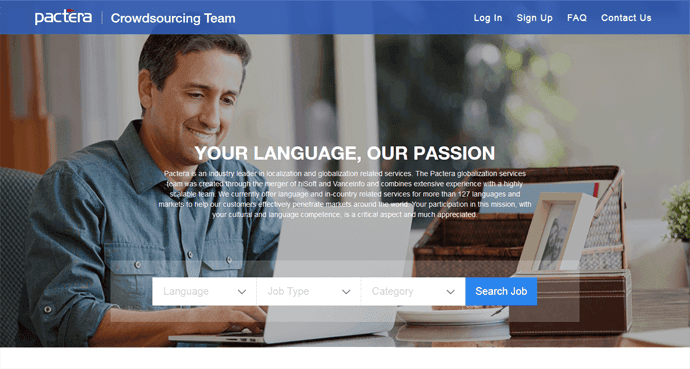 pactera | Crowdsourcing Team
Log In Sign Up FAQ Contact Us
YOUR LANGUAGE, OUR PASSION
Pactera is an industry leader in localization and globalization related services. The Pactera globalization services
team was created through the merger of hiSoft and VanceInfo and combines extensive experience with a highly
scalable team. We currently offer language and in-country related services for more than 127 languages and
markets to help our customers effectively penetrate markets around the world. Your participation in this mission, with
your cultural and language competence, is a critical aspect and much appreciated.
Language Job Type Category Search Job